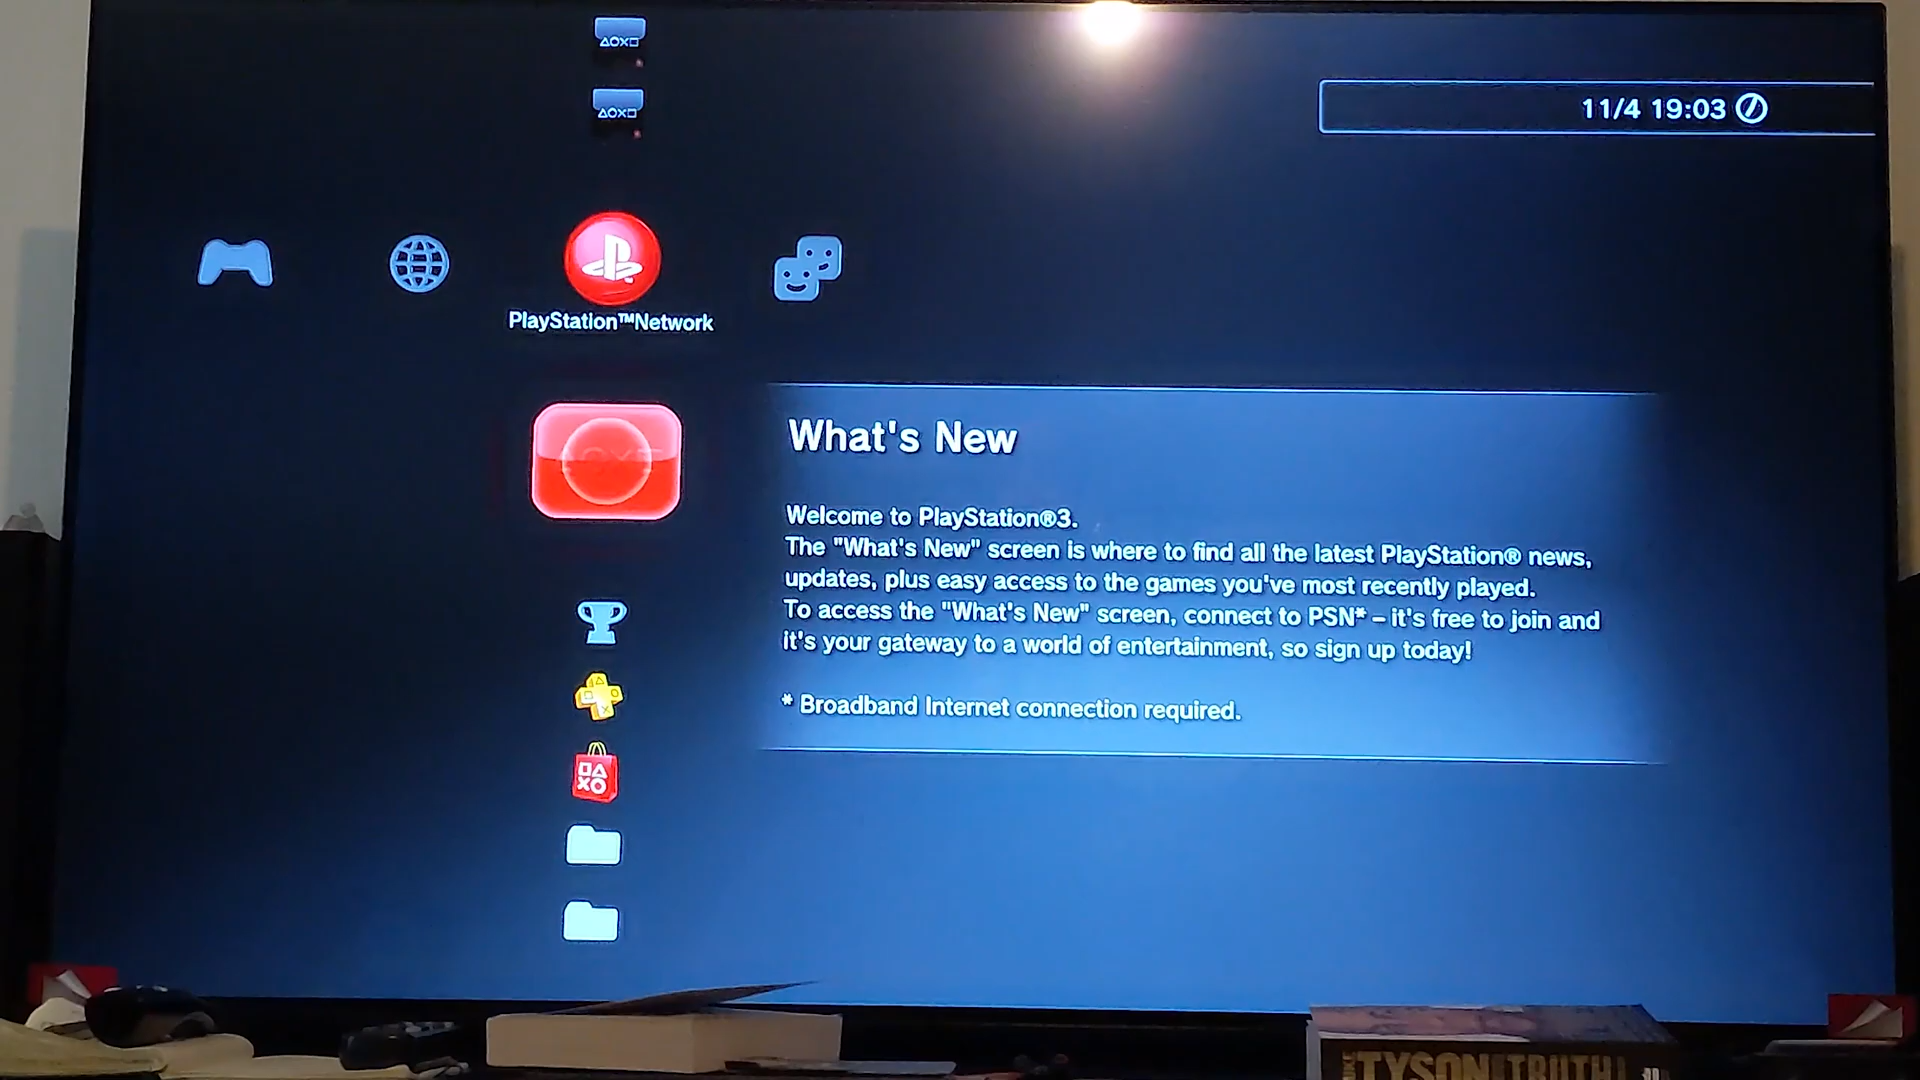 11/4 19:03
PlayStation™Network
What's New
Welcome to PlayStation®3.
The "What's New" screen is where to find all the latest PlayStation® news,
updates, plus easy access to the games you've most recently played.
To access the "What's New" screen, connect to PSN* – it's free to join and
it's your gateway to a world of entertainment, so sign up today!
* Broadband Internet connection required.
TYSON TRUTH